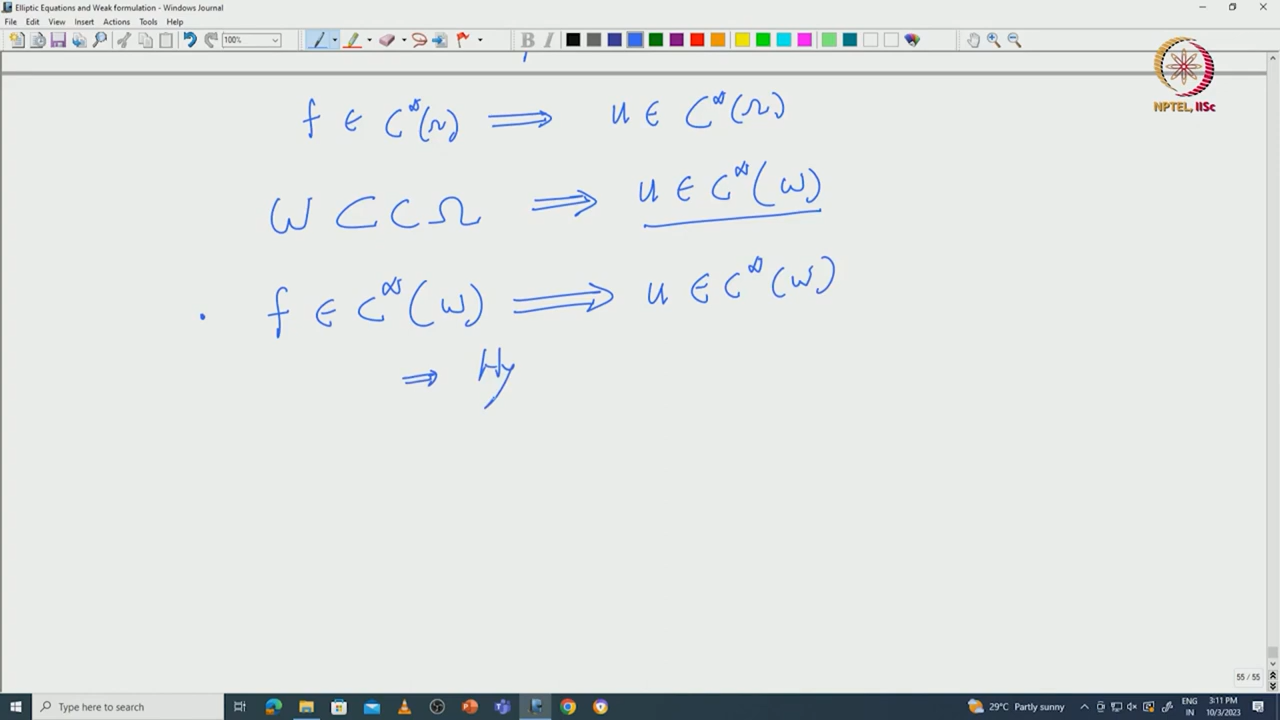 Elliptic Equations and Weak formulation - Windows Journal
File Edit View Insert Actions Tools Help
100% B I
NPTEL, IISc
f ∈ C^∞(Ω) ⟹ u ∈ C^∞(Ω)
W ⊂⊂ Ω ⟹ u ∈ C^∞(W)
. f ∈ C^∞(W) ⟹ u ∈ C^∞(W)
⇒ Hy
55 / 55
Type here to search
29°C Partly sunny
ENG
IN
3:11 PM
10/3/2023